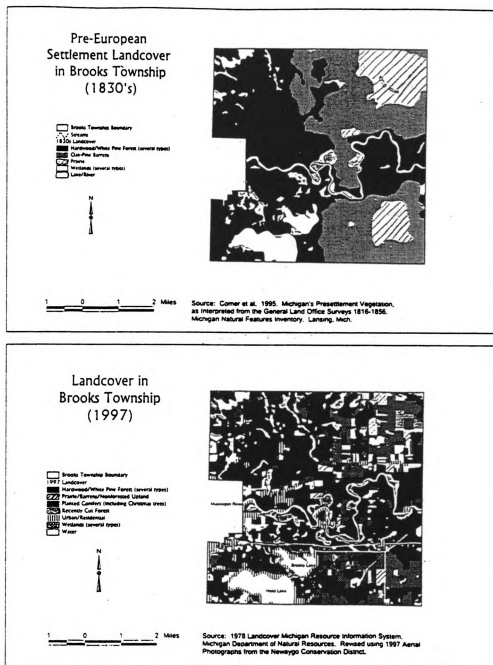 Pre-European
Settlement Landcover
in Brooks Township
(1830's)
Brooks Township Boundary
Streams
1830s Landcover
Hardwood/White Pine Forest (several types)
Oak-Pine Barrens
Prairie
Wetlands (several types)
Lake/River
N
1 0 1 2 Miles
Source: Comer et al. 1995. Michigan's Presettlement Vegetation,
as Interpreted from the General Land Office Surveys 1816-1856.
Michigan Natural Features Inventory. Lansing, Mich.
Landcover in
Brooks Township
(1997)
Brooks Township Boundary
1997 Landcover
Hardwood/White Pine Forest (several types)
Prairie/Barrens/Nonforested Upland
Planted Conifers (including Christmas trees)
Recently Cut Forest
Urban/Residential
Wetlands (several types)
Water
Muskegon River
Brooks Lake
Hess Lake
N
1 0 1 2 Miles
Source: 1978 Landcover Michigan Resource Information System,
Michigan Department of Natural Resources. Revised using 1997 Aerial
Photographs from the Newaygo Conservation District.